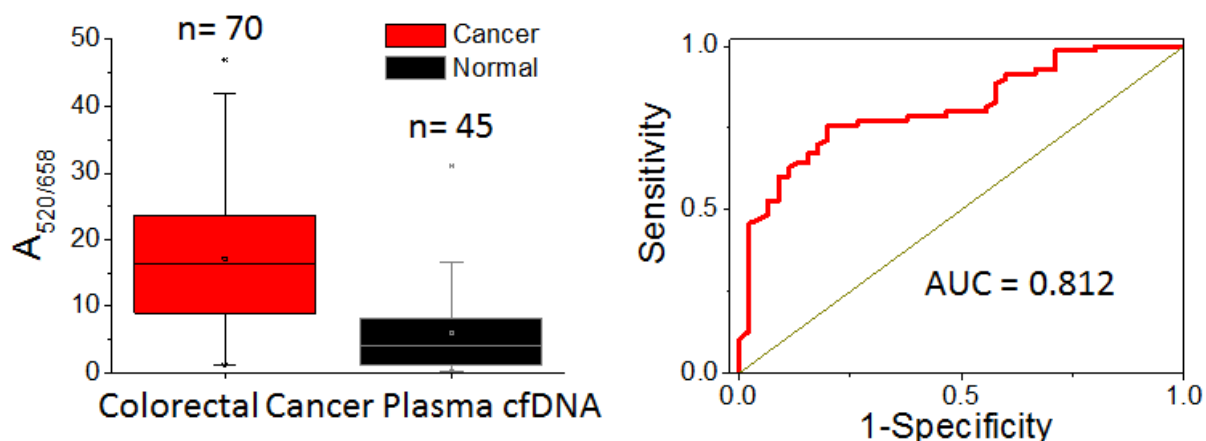 n= 70
Cancer
Normal
n= 45
50
40
30
20
10
0
A520/658
Colorectal Cancer Plasma cfDNA
1.0
0.5
0.0
Sensitivity
AUC = 0.812
0.0
0.5
1.0
1-Specificity